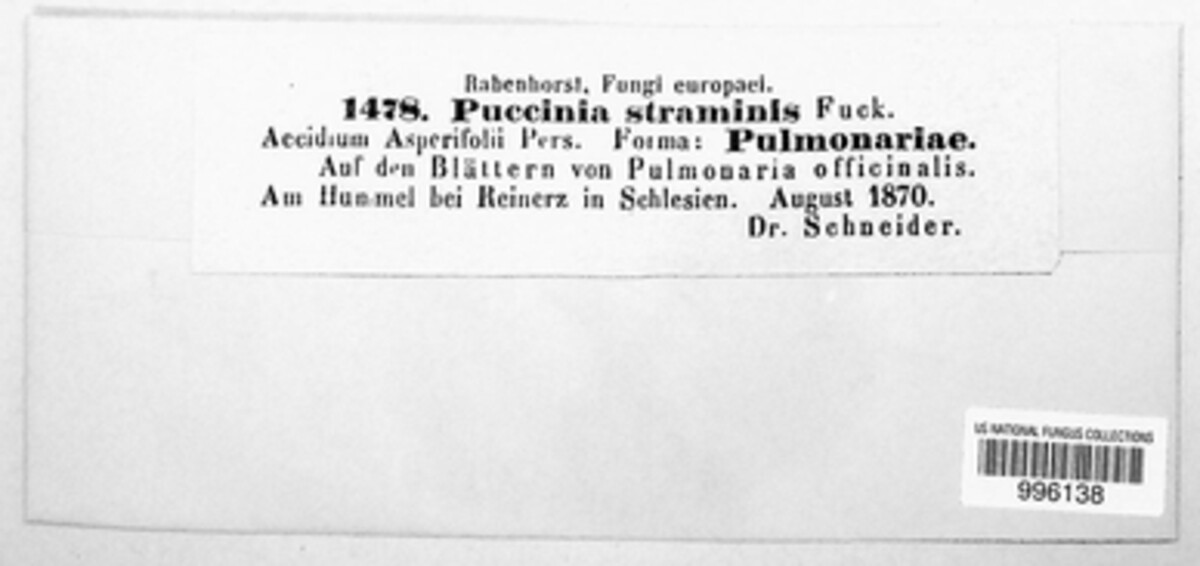 Rabenhorst, Fungi europaei.
1478. Puccinia straminis Fuck.
Aecidium Asperifolii Pers. Forma: Pulmonariae.
Auf den Blättern von Pulmonaria officinalis.
Am Hummel bei Reinerz in Schlesien. August 1870.
Dr. Schneider.
US NATIONAL FUNGUS COLLECTIONS
996138